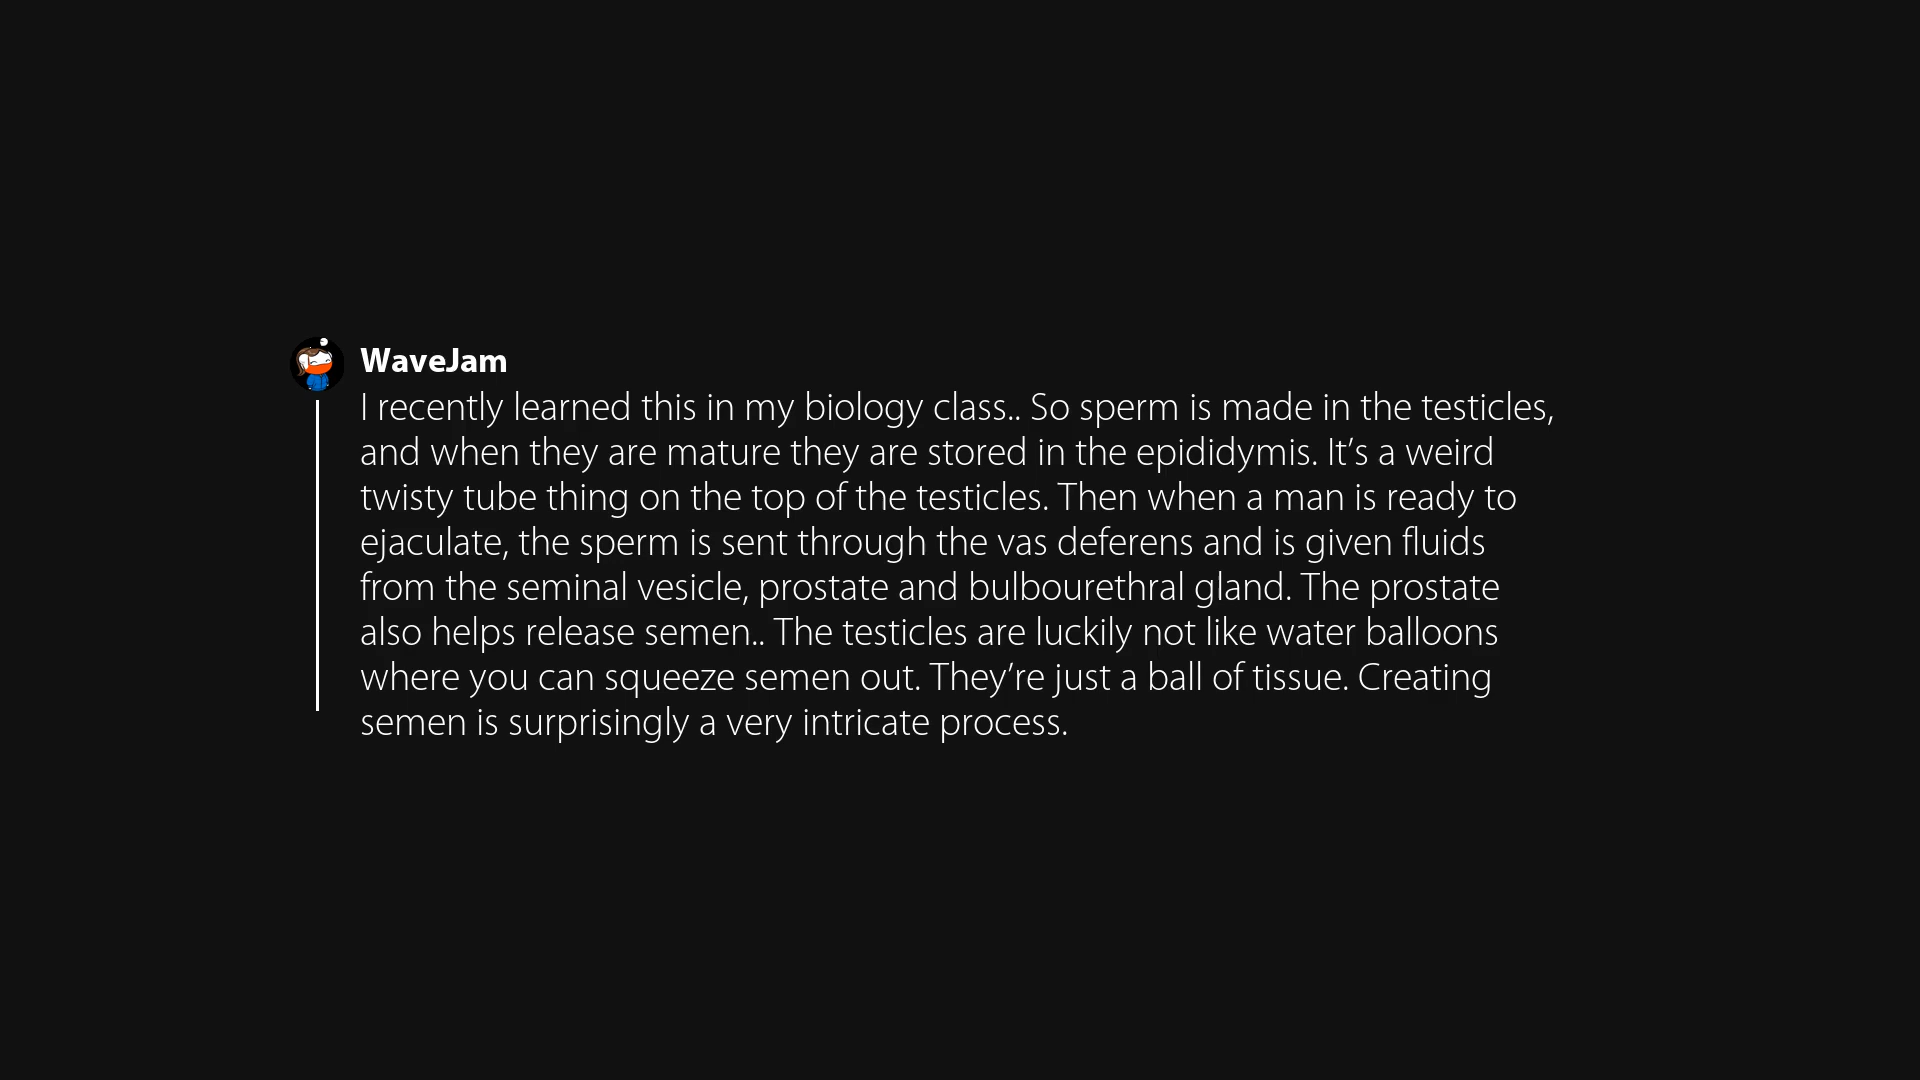 WaveJam
I recently learned this in my biology class.. So sperm is made in the testicles,
and when they are mature they are stored in the epididymis. It’s a weird
twisty tube thing on the top of the testicles. Then when a man is ready to
ejaculate, the sperm is sent through the vas deferens and is given fluids
from the seminal vesicle, prostate and bulbourethral gland. The prostate
also helps release semen.. The testicles are luckily not like water balloons
where you can squeeze semen out. They’re just a ball of tissue. Creating
semen is surprisingly a very intricate process.